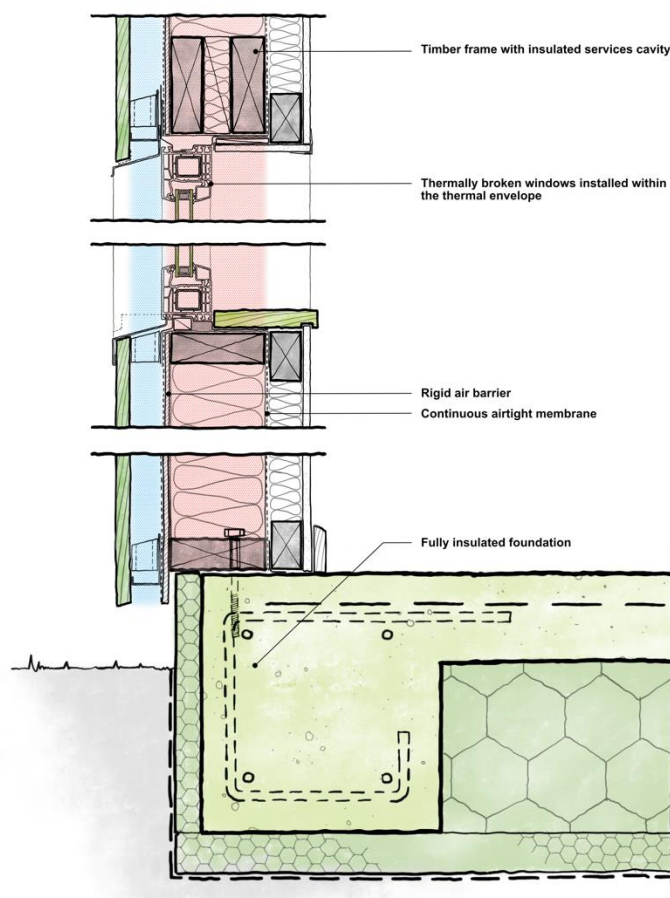 Timber frame with insulated services cavity
Thermally broken windows installed within
the thermal envelope
Rigid air barrier
Continuous airtight membrane
Fully insulated foundation